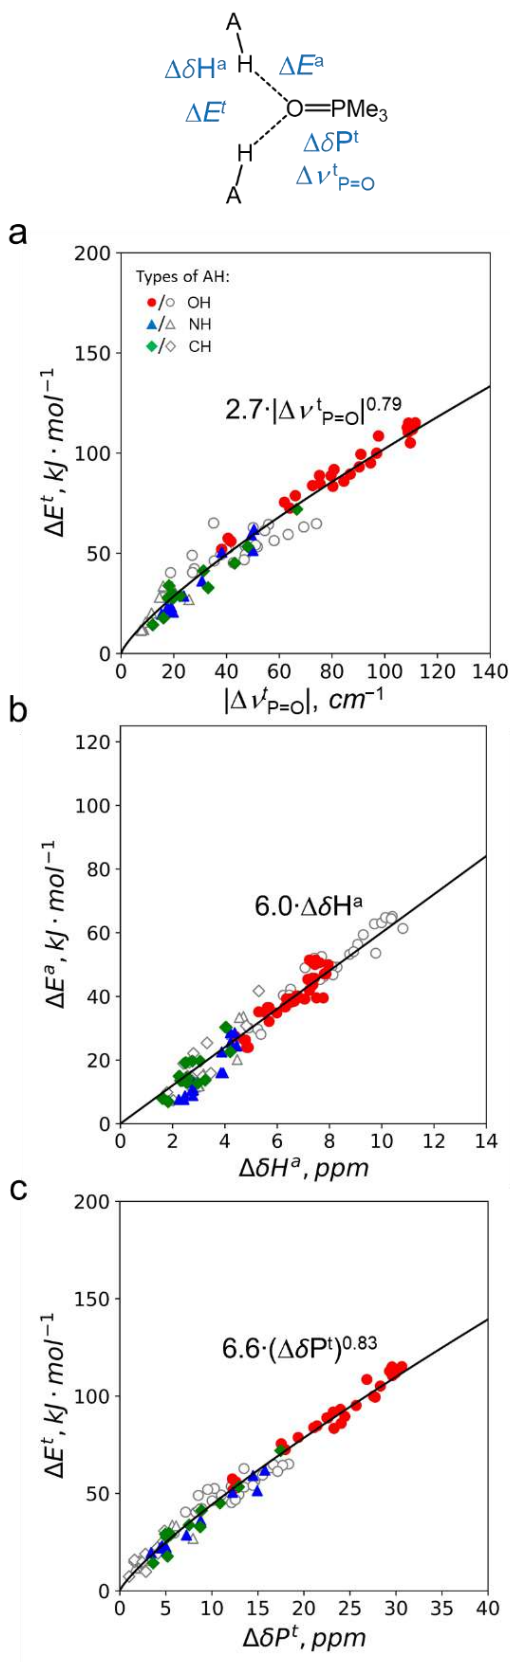 A
H
ΔδHᵃ
ΔEᵃ
ΔEᵗ
O=PMe₃
H
ΔδPᵗ
A
Δνᵗ_P=O
a
200
Types of AH:
/ OH
/ NH
/ CH
150
2.7·|Δνᵗ_P=O|⁰·⁷⁹
100
50
0
ΔEᵗ, kJ·mol⁻¹
0 20 40 60 80 100 120 140
|Δνᵗ_P=O|, cm⁻¹
b
120
100
80
6.0·ΔδHᵃ
60
40
20
0
ΔEᵃ, kJ·mol⁻¹
0 2 4 6 8 10 12 14
ΔδHᵃ, ppm
c
200
150
6.6·(ΔδPᵗ)⁰·⁸³
100
50
0
ΔEᵗ, kJ·mol⁻¹
0 5 10 15 20 25 30 35 40
ΔδPᵗ, ppm